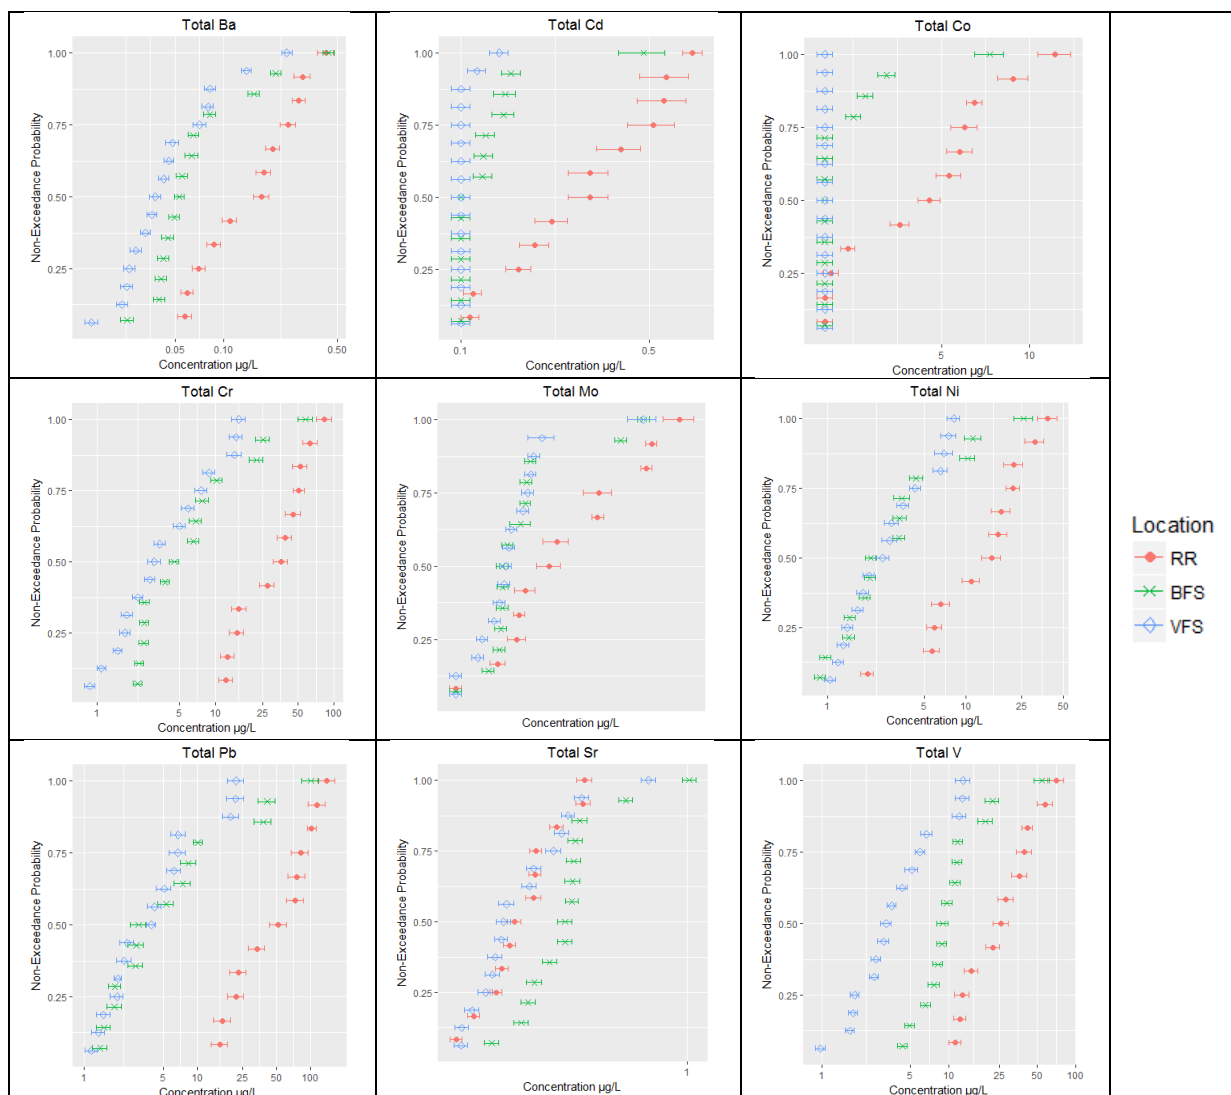 Total Ba
Non-Exceedance Probability
1.00
0.75
0.50
0.25
0.05 0.10 0.50
Concentration µg/L
Total Cd
Non-Exceedance Probability
1.00
0.75
0.50
0.25
0.1 0.5
Concentration µg/L
Total Co
Non-Exceedance Probability
1.00
0.75
0.50
0.25
5 10
Concentration µg/L
Total Cr
Non-Exceedance Probability
1.00
0.75
0.50
0.25
1 5 10 25 50 100
Concentration µg/L
Total Mo
Non-Exceedance Probability
1.00
0.75
0.50
0.25
Concentration µg/L
Total Ni
Non-Exceedance Probability
1.00
0.75
0.50
0.25
1 5 10 25 50
Concentration µg/L
Location
RR
BFS
VFS
Total Pb
Non-Exceedance Probability
1.00
0.75
0.50
0.25
1 5 10 25 50 100
Concentration µg/L
Total Sr
Non-Exceedance Probability
1.00
0.75
0.50
0.25
1
Concentration µg/L
Total V
Non-Exceedance Probability
1.00
0.75
0.50
0.25
1 5 10 25 50 100
Concentration µg/L